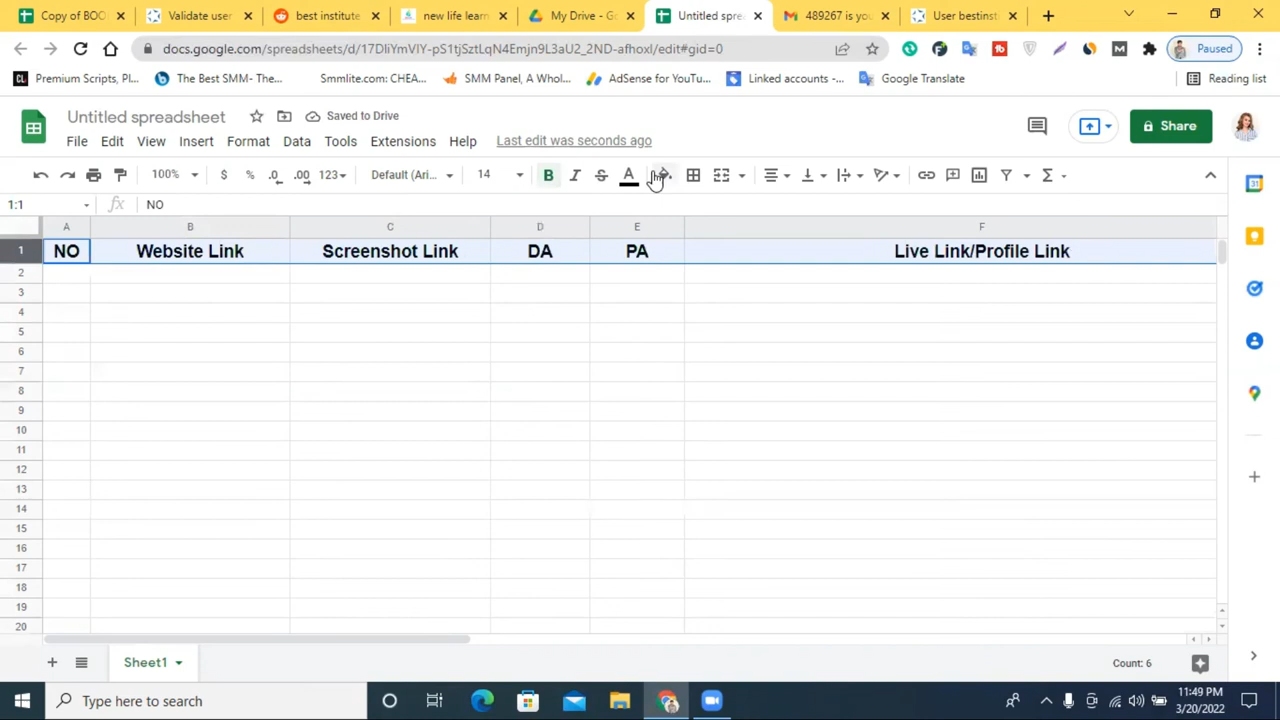 Copy of BOO
Validate user
best institute
new life learn
My Drive - Go
Untitled spre
489267 is yo
User bestinst
docs.google.com/spreadsheets/d/17DliYmVIY-pS1tjSztLqN4Emjn9L3aU2_2ND-afhoxI/edit#gid=0
Paused
Premium Scripts, Pl...
The Best SMM- The...
Smmlite.com: CHEA...
SMM Panel, A Whol...
AdSense for YouTu...
Linked accounts -...
Google Translate
Reading list
Untitled spreadsheet
Saved to Drive
File Edit View Insert Format Data Tools Extensions Help Last edit was seconds ago
Share
100% $ % .0 .00 123 Default (Ari... 14 B I S A
1:1 fx NO
A B C D E F
1 NO Website Link Screenshot Link DA PA Live Link/Profile Link
2
3
4
5
6
7
8
9
10
11
12
13
14
15
16
17
18
19
20
Sheet1
Count: 6
Type here to search
11:49 PM
3/20/2022